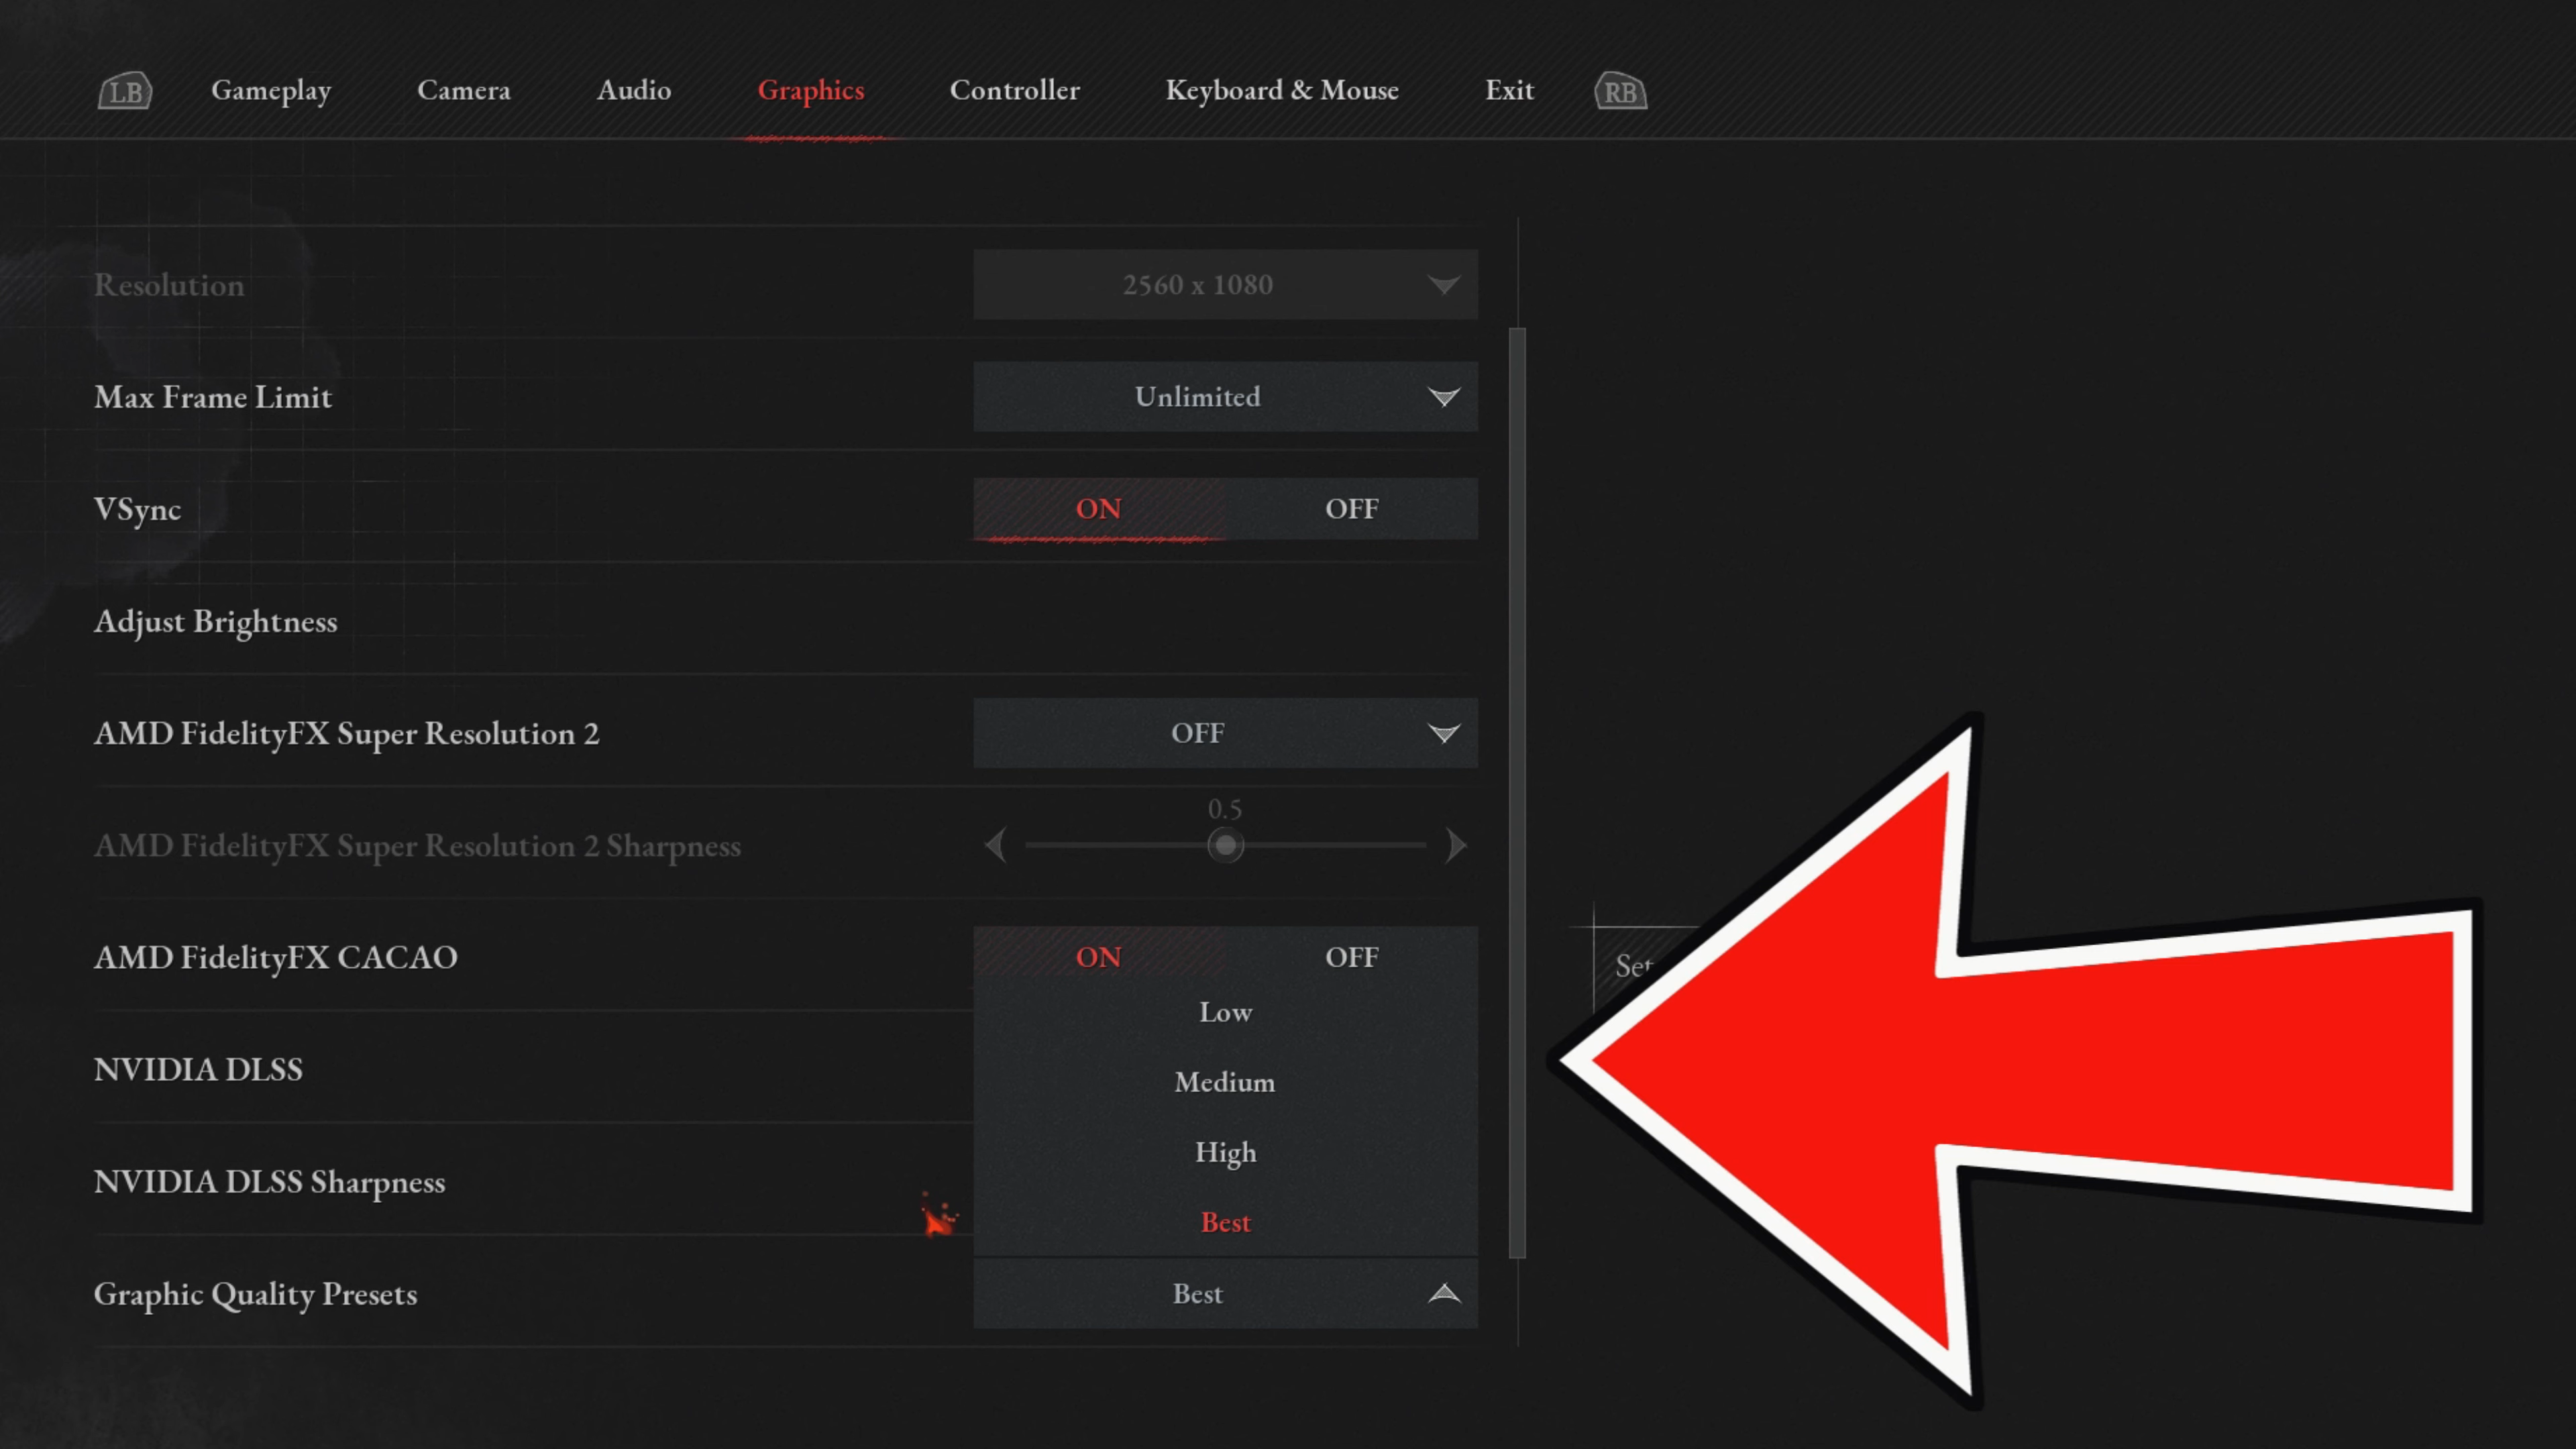 LB Gameplay Camera Audio Graphics Controller Keyboard & Mouse Exit RB
Resolution 2560 x 1080
Max Frame Limit Unlimited
VSync ON OFF
Adjust Brightness
AMD FidelityFX Super Resolution 2 OFF
0.5
AMD FidelityFX Super Resolution 2 Sharpness
AMD FidelityFX CACAO ON OFF
Low
NVIDIA DLSS
Medium
High
NVIDIA DLSS Sharpness
Best
Graphic Quality Presets Best